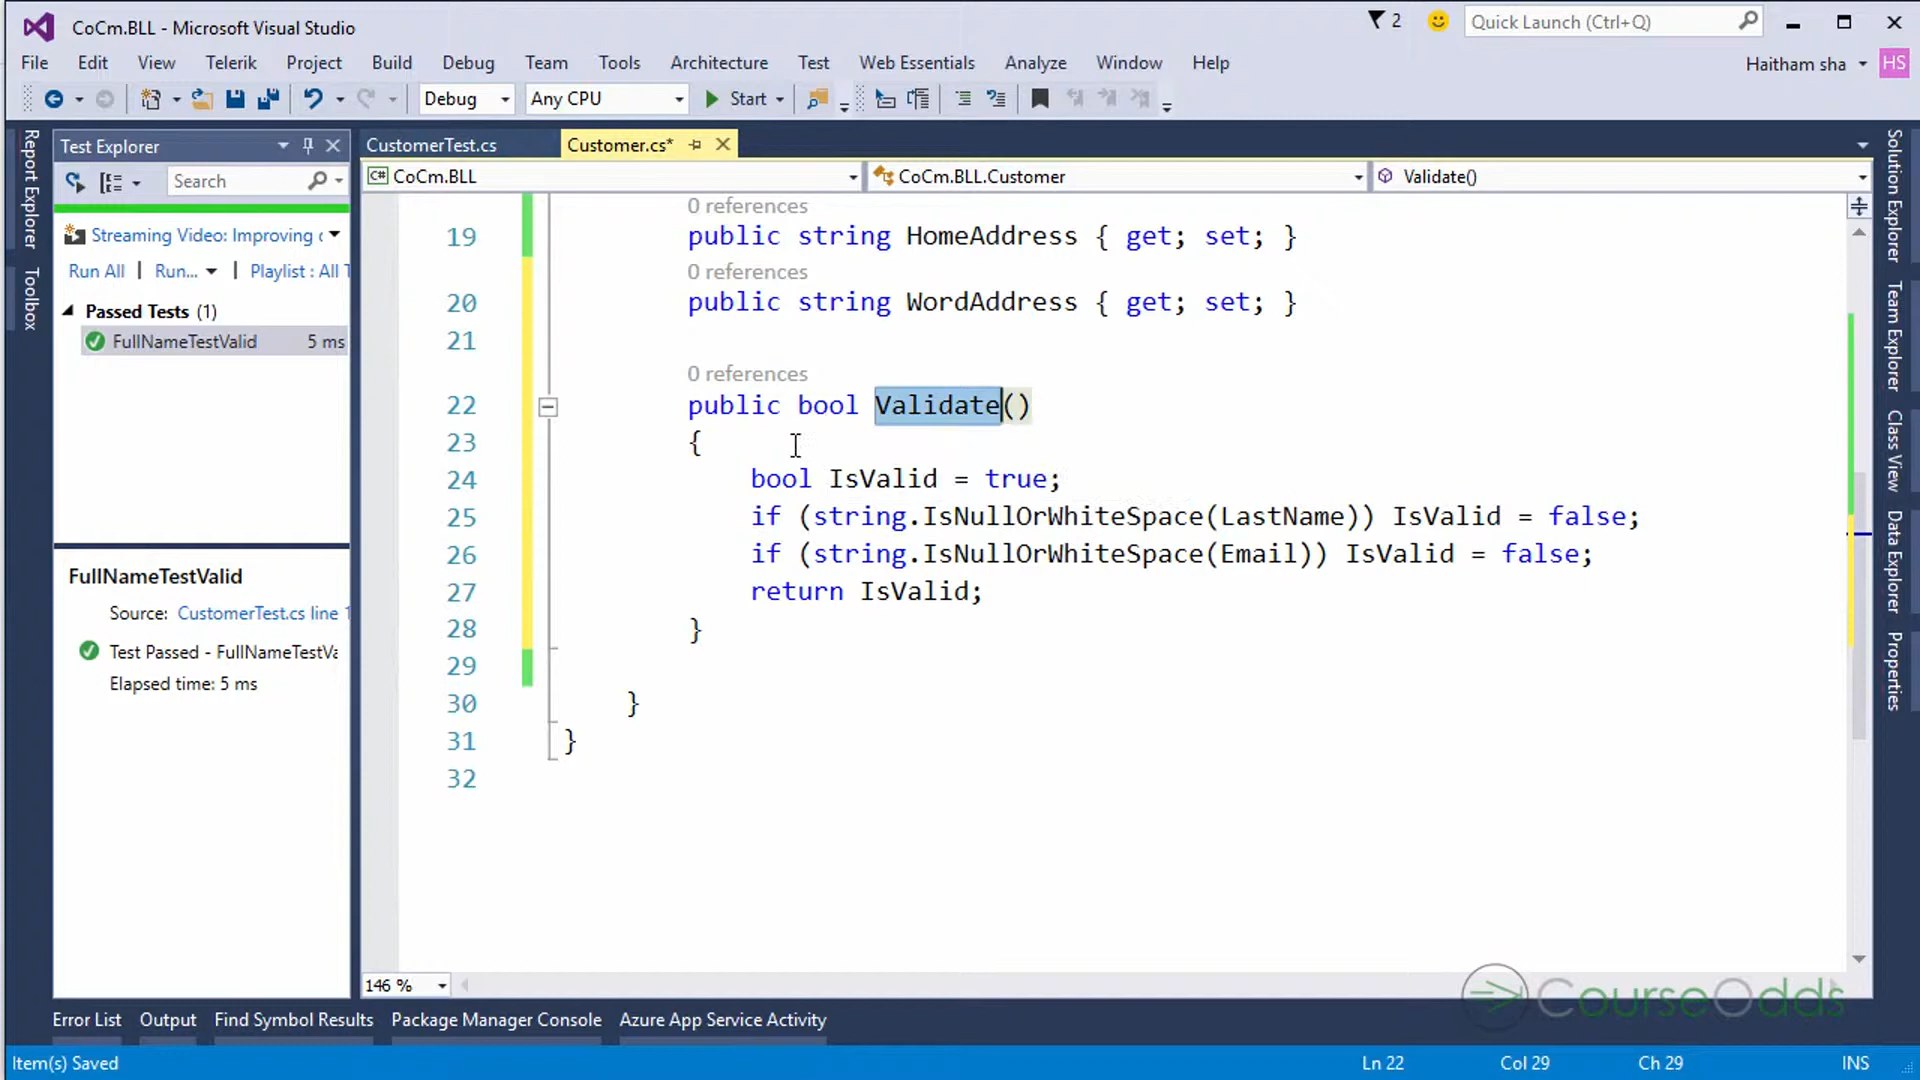 CoCm.BLL - Microsoft Visual Studio
2
Quick Launch (Ctrl+Q)
File Edit View Telerik Project Build Debug Team Tools Architecture Test Web Essentials Analyze Window Help
Haitham sha
HS
Debug
Any CPU
Start
Report Explorer
Toolbox
Test Explorer
Search
Streaming Video: Improving
Run All | Run... | Playlist : All T
Passed Tests (1)
FullNameTestValid 5 ms
FullNameTestValid
Source: CustomerTest.cs line 1
Test Passed - FullNameTestVa
Elapsed time: 5 ms
CustomerTest.cs
Customer.cs*
CoCm.BLL
CoCm.BLL.Customer
Validate()
0 references
19 public string HomeAddress { get; set; }
0 references
20 public string WordAddress { get; set; }
21
0 references
22 public bool Validate()
23 {
24 bool IsValid = true;
25 if (string.IsNullOrWhiteSpace(LastName)) IsValid = false;
26 if (string.IsNullOrWhiteSpace(Email)) IsValid = false;
27 return IsValid;
28 }
29
30 }
31 }
32
146 %
Solution Explorer
Team Explorer
Class View
Data Explorer
Properties
CourseOdds
Error List Output Find Symbol Results Package Manager Console Azure App Service Activity
Item(s) Saved
Ln 22 Col 29 Ch 29 INS